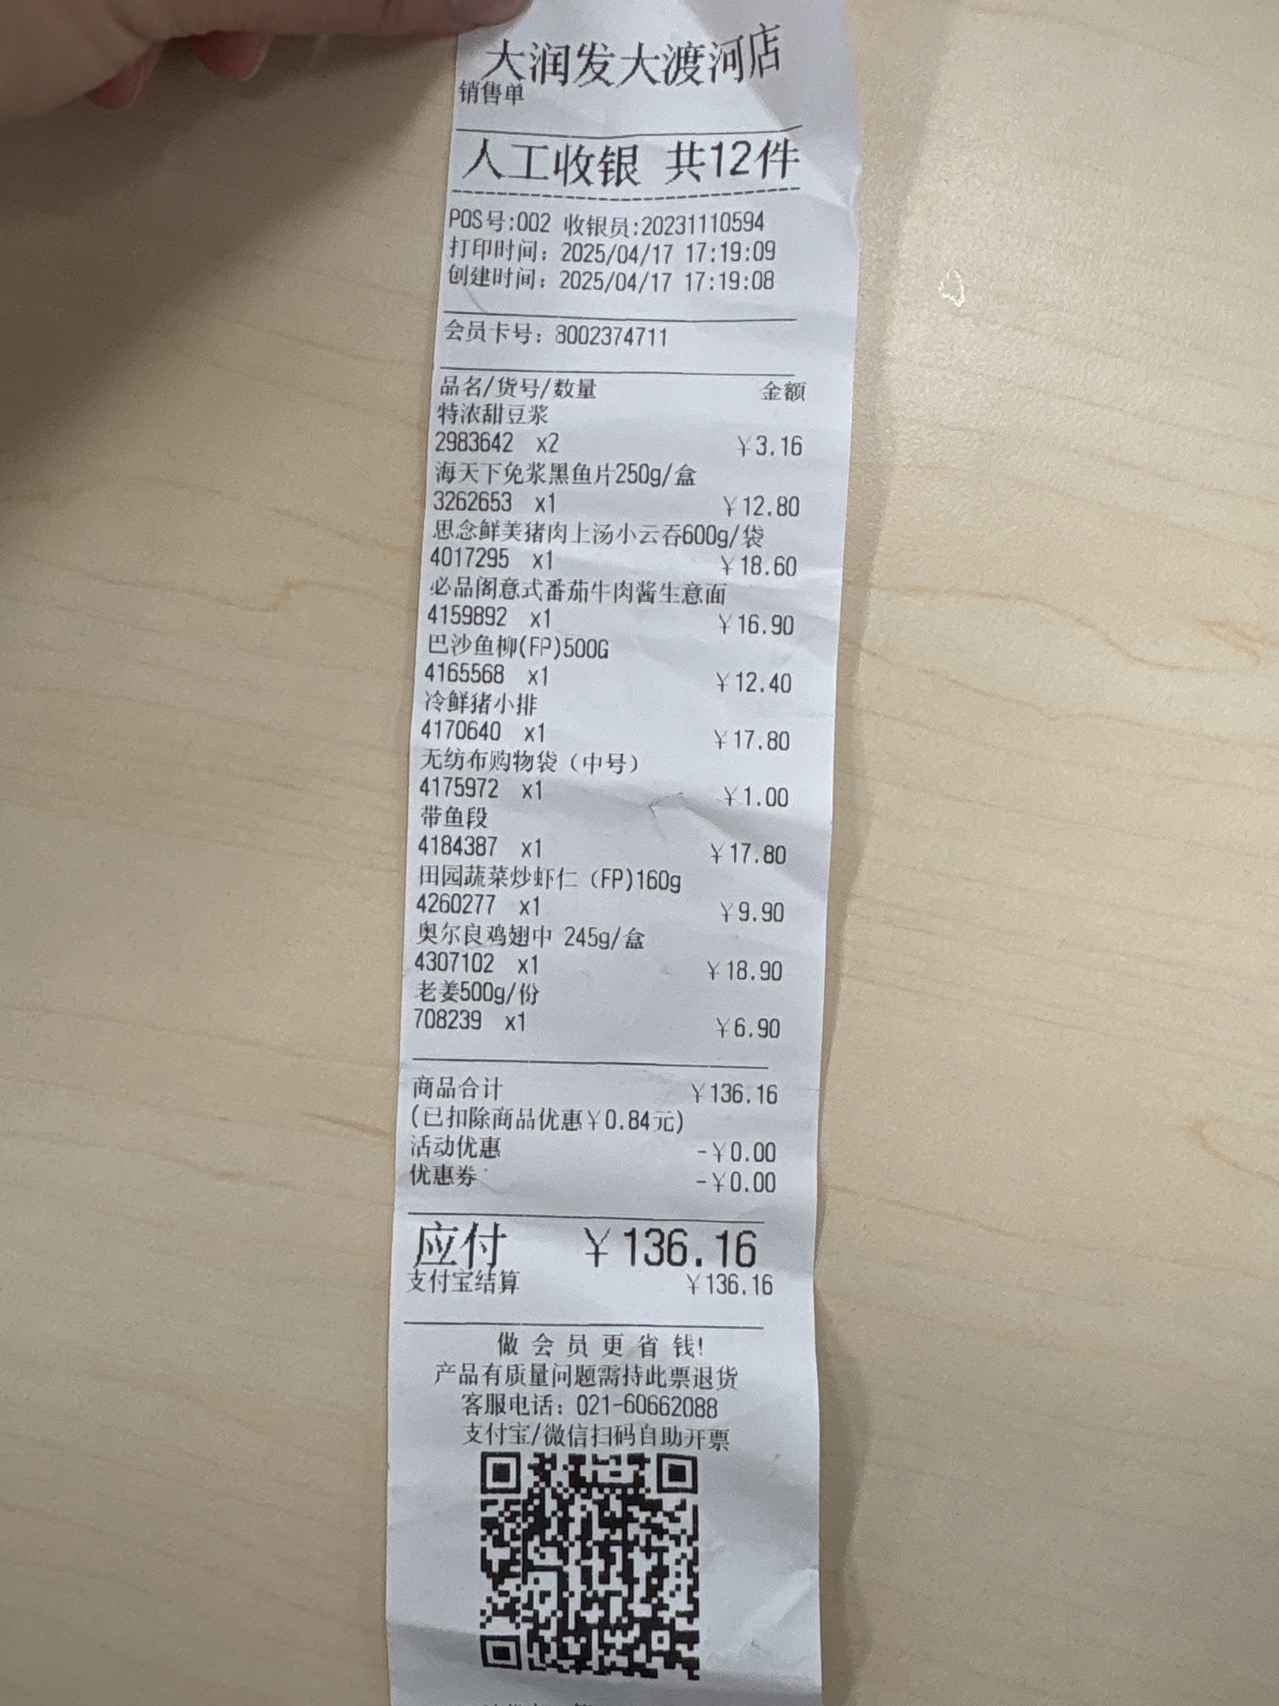 大润发大渡河店
销售单
人工收银 共12件
POS号:002 收银员:20231110594
打印时间: 2025/04/17 17:19:09
创建时间: 2025/04/17 17:19:08
会员卡号: 8002374711
品名/货号/数量 金额
特浓甜豆浆
2983642 x2 ￥3.16
海天下免浆黑鱼片250g/盒
3262653 x1 ￥12.80
思念鲜美猪肉上汤小云吞600g/袋
4017295 x1 ￥18.60
必品阁意式番茄牛肉酱生意面
4159892 x1 ￥16.90
巴沙鱼柳(FP)500G
4165568 x1 ￥12.40
冷鲜猪小排
4170640 x1 ￥17.80
无纺布购物袋（中号）
4175972 x1 ￥1.00
带鱼段
4184387 x1 ￥17.80
田园蔬菜炒虾仁（FP)160g
4260277 x1 ￥9.90
奥尔良鸡翅中 245g/盒
4307102 x1 ￥18.90
老姜500g/份
708239 x1 ￥6.90
商品合计 ￥136.16
(已扣除商品优惠￥0.84元)
活动优惠 -￥0.00
优惠券 -￥0.00
应付 ￥136.16
支付宝结算 ￥136.16
做会员更省钱!
产品有质量问题需持此票退货
客服电话: 021-60662088
支付宝/微信扫码自助开票